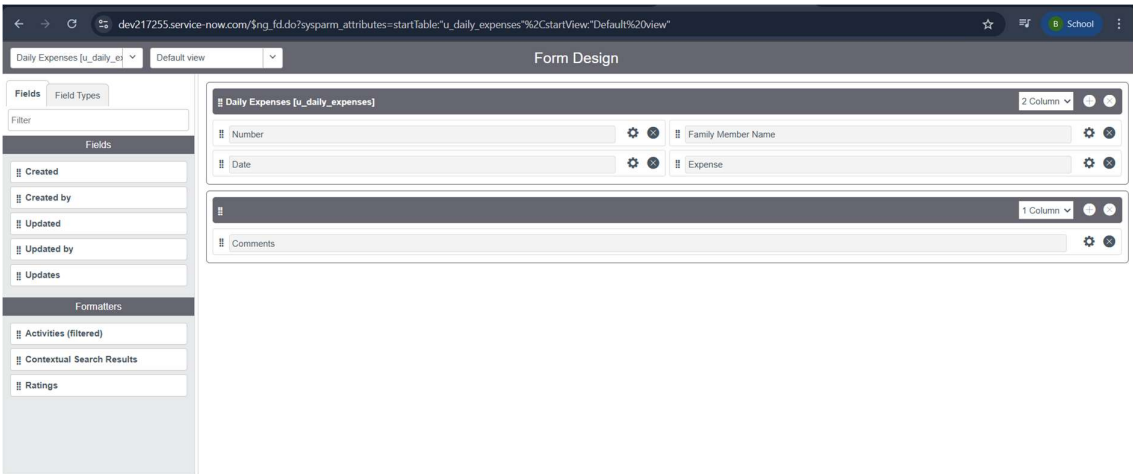 dev217255.service-now.com/$ng_fd.do?sysparm_attributes=startTable:"u_daily_expenses"%2CstartView:"Default%20view"
B School
Daily Expenses [u_daily_ex
Default view
Form Design
Fields
Field Types
Filter
Fields
Created
Created by
Updated
Updated by
Updates
Formatters
Activities (filtered)
Contextual Search Results
Ratings
Daily Expenses [u_daily_expenses]
2 Column
Number
Family Member Name
Date
Expense
1 Column
Comments